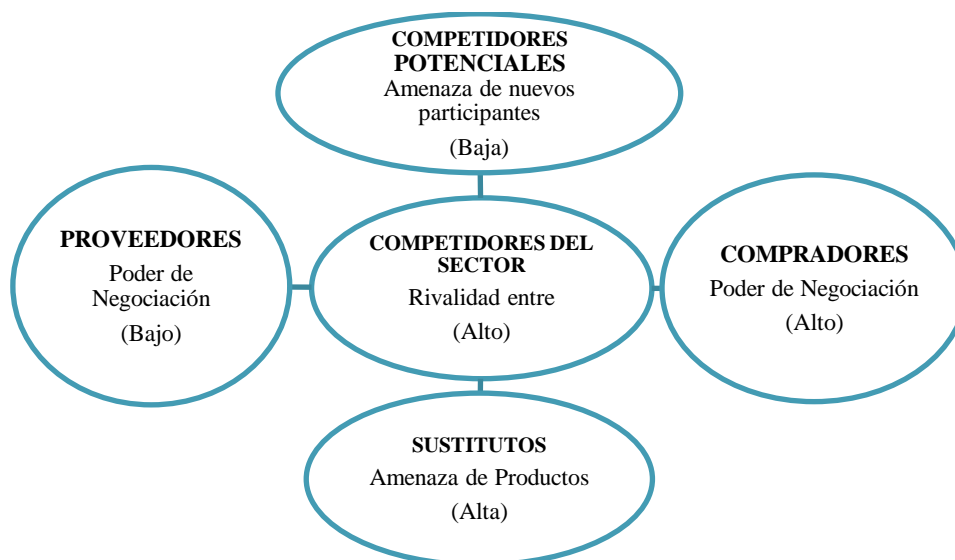 COMPETIDORES
POTENCIALES
Amenaza de nuevos
participantes
(Baja)
PROVEEDORES
Poder de
Negociación
(Bajo)
COMPETIDORES DEL
SECTOR
Rivalidad entre
(Alto)
COMPRADORES
Poder de Negociación
(Alto)
SUSTITUTOS
Amenaza de Productos
(Alta)